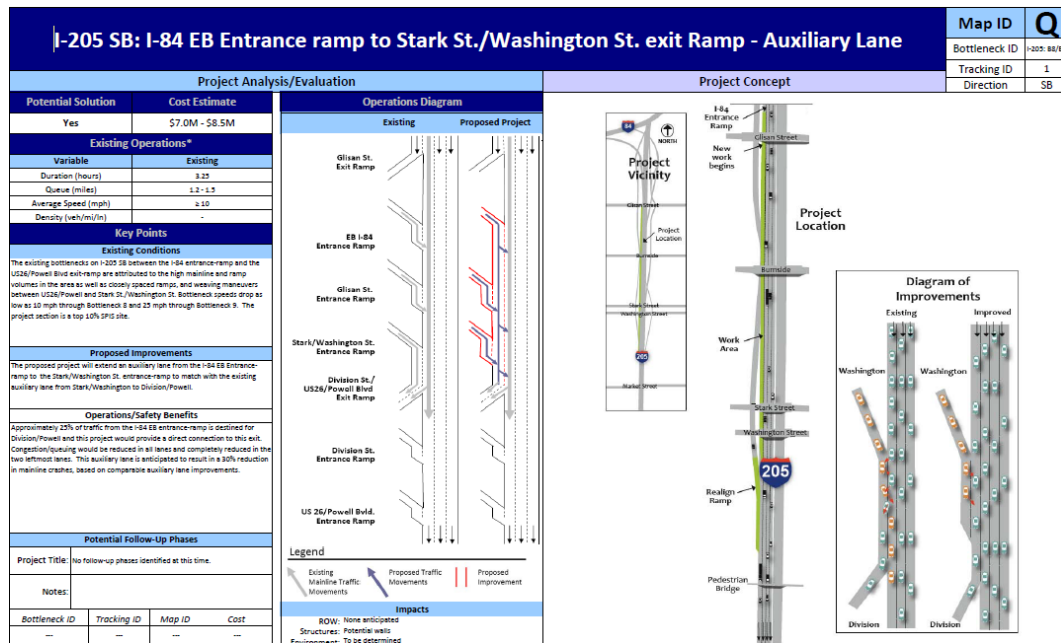 I-205 SB: I-84 EB Entrance ramp to Stark St./Washington St. exit Ramp - Auxiliary Lane
Map ID Q
Bottleneck ID
Tracking ID 1
Direction SB
Project Analysis/Evaluation
Project Concept
Potential Solution Cost Estimate
Yes $7.0M - $8.5M
Existing Operations*
Variable Existing
Duration (hours) 3.25
Queue (miles) 1.2 - 1.5
Average Speed (mph) ≥ 10
Density (veh/mi/ln) -
Key Points
Existing Conditions
The existing bottlenecks on I-205 SB between the I-84 entrance-ramp and the
US26/Powell Blvd exit-ramp are attributed to the high mainline and ramp
volumes in the area as well as closely spaced ramps, and weaving maneuvers
between US26/Powell and Stark St./Washington St. Bottleneck speeds drop as
low as 10 mph through Bottleneck 8 and 25 mph through Bottleneck 9. The
project section is a top 10% SPIS site.
Proposed Improvements
The proposed project will extend an auxiliary lane from the I-84 EB Entrance-
ramp to the Stark/Washington St. entrance-ramp to match with the existing
auxiliary lane from Stark/Washington to Division/Powell.
Operations/Safety Benefits
Approximately 25% of traffic from the I-84 EB entrance-ramp is destined for
Division/Powell and this project would provide a direct connection to this exit.
Congestion/queuing would be reduced in all lanes and completely reduced in the
two leftmost lanes. This auxiliary lane is anticipated to result in a 30% reduction
in mainline crashes, based on comparable auxiliary lane improvements.
Potential Follow-Up Phases
Project Title: No follow-up phases identified at this time.
Notes:
Bottleneck ID Tracking ID Map ID Cost
--- --- --- ---
Operations Diagram
Existing Proposed Project
Glisan St.
Exit Ramp
EB I-84
Entrance Ramp
Glisan St.
Entrance Ramp
Stark/Washington St.
Entrance Ramp
Division St./
US26/Powell Blvd
Exit Ramp
Division St.
Entrance Ramp
US 26/Powell Bvld.
Entrance Ramp
Legend
Existing
Mainline Traffic
Movements
Proposed Traffic
Movements
Proposed
Improvement
Impacts
ROW: None anticipated
Structures: Potential walls
Environment: To be determined
84
NORTH
Project
Vicinity
Glisan Street
Project
Location
Burnside
Stark Street
Washington Street
205
Market Street
I-84
Entrance
Ramp
Glisan Street
New
work
begins
Project
Location
Burnside
Work
Area
Stark Street
Washington Street
205
Realign
Ramp
Pedestrian
Bridge
Diagram of
Improvements
Existing Improved
Washington Washington
Division Division